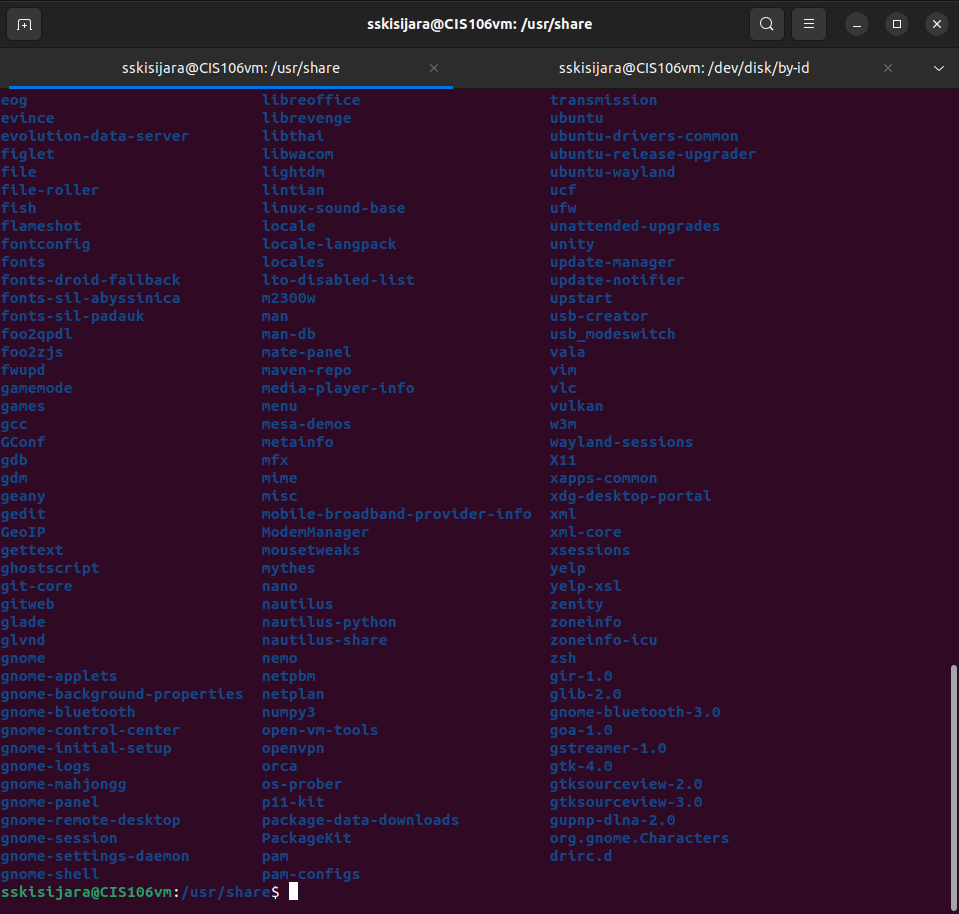 sskisijara@CIS106vm: /usr/share
sskisijara@CIS106vm: /usr/share sskisijara@CIS106vm: /dev/disk/by-id
eog libreoffice transmission
evince librevenge ubuntu
evolution-data-server libthai ubuntu-drivers-common
figlet libwacom ubuntu-release-upgrader
file lightdm ubuntu-wayland
file-roller lintian ucf
fish linux-sound-base ufw
flameshot locale unattended-upgrades
fontconfig locale-langpack unity
fonts locales update-manager
fonts-droid-fallback lto-disabled-list update-notifier
fonts-sil-abyssinica m2300w upstart
fonts-sil-padauk man usb-creator
foo2qpdl man-db usb_modeswitch
foo2zjs mate-panel vala
fwupd maven-repo vim
gamemode media-player-info vlc
games menu vulkan
gcc mesa-demos w3m
GConf metainfo wayland-sessions
gdb mfx X11
gdm mime xapps-common
geany misc xdg-desktop-portal
gedit mobile-broadband-provider-info xml
GeoIP ModemManager xml-core
gettext mousetweaks xsessions
ghostscript mythes yelp
git-core nano yelp-xsl
gitweb nautilus zenity
glade nautilus-python zoneinfo
glvnd nautilus-share zoneinfo-icu
gnome nemo zsh
gnome-applets netpbm gir-1.0
gnome-background-properties netplan glib-2.0
gnome-bluetooth numpy3 gnome-bluetooth-3.0
gnome-control-center open-vm-tools goa-1.0
gnome-initial-setup openvpn gstreamer-1.0
gnome-logs orca gtk-4.0
gnome-mahjongg os-prober gtksourceview-2.0
gnome-panel p11-kit gtksourceview-3.0
gnome-remote-desktop package-data-downloads gupnp-dlna-2.0
gnome-session PackageKit org.gnome.Characters
gnome-settings-daemon pam drirc.d
gnome-shell pam-configs
sskisijara@CIS106vm:/usr/share$